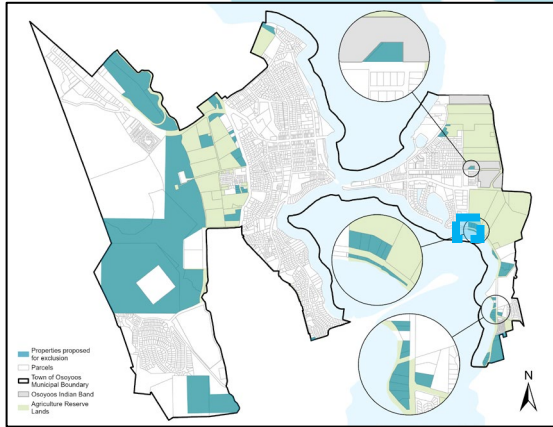 Properties proposed
for exclusion
Parcels
Town of Osoyoos
Municipal Boundary
Osoyoos Indian Band
Agriculture Reserve
Lands
N